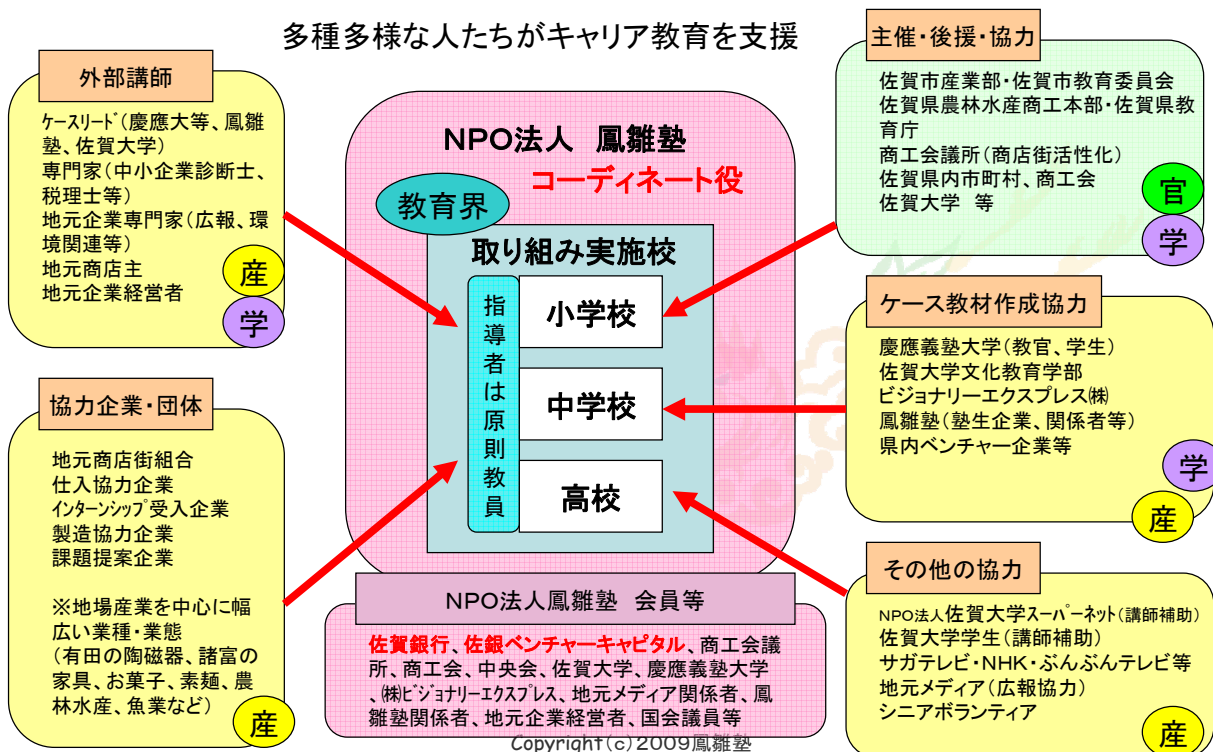 多種多様な人たちがキャリア教育を支援
外部講師
ケースリード(慶應大等、鳳雛
塾、佐賀大学)
専門家(中小企業診断士、
税理士等)
地元企業専門家(広報、環
境関連等)
地元商店主
地元企業経営者
産
学
協力企業・団体
地元商店街組合
仕入協力企業
インターンシップ受入企業
製造協力企業
課題提案企業
※地場産業を中心に幅
広い業種・業態
(有田の陶磁器、諸富の
家具、お菓子、素麺、農
林水産、魚業など)
産
NPO法人 鳳雛塾
コーディネート役
教育界
取り組み実施校
指導者は原則教員
小学校
中学校
高校
NPO法人鳳雛塾 会員等
佐賀銀行、佐銀ベンチャーキャピタル、商工会議
所、商工会、中央会、佐賀大学、慶應義塾大学
、㈱ビジョナリーエクスプレス、地元メディア関係者、鳳
雛塾関係者、地元企業経営者、国会議員等
主催・後援・協力
佐賀市産業部・佐賀市教育委員会
佐賀県農林水産商工本部・佐賀県教
育庁
商工会議所(商店街活性化)
佐賀県内市町村、商工会
佐賀大学 等
官
学
ケース教材作成協力
慶應義塾大学(教官、学生)
佐賀大学文化教育学部
ビジョナリーエクスプレス㈱
鳳雛塾(塾生企業、関係者等)
県内ベンチャー企業等
学
産
その他の協力
NPO法人佐賀大学スーパーネット(講師補助)
佐賀大学学生(講師補助)
サガテレビ・NHK・ぶんぶんテレビ等
地元メディア(広報協力)
シニアボランティア
産
Copyright(c)2009鳳雛塾